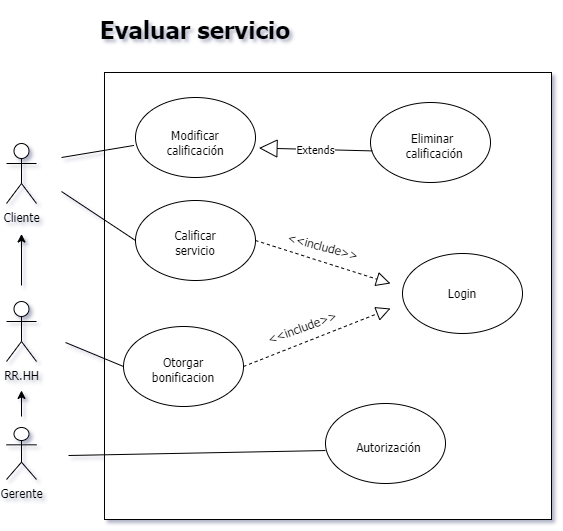 Evaluar servicio
Modificar
calificación
Extends
Eliminar
calificación
Cliente
Calificar
servicio
<<include>>
Login
RR.HH
<<include>>
Otorgar
bonificacion
Autorización
Gerente